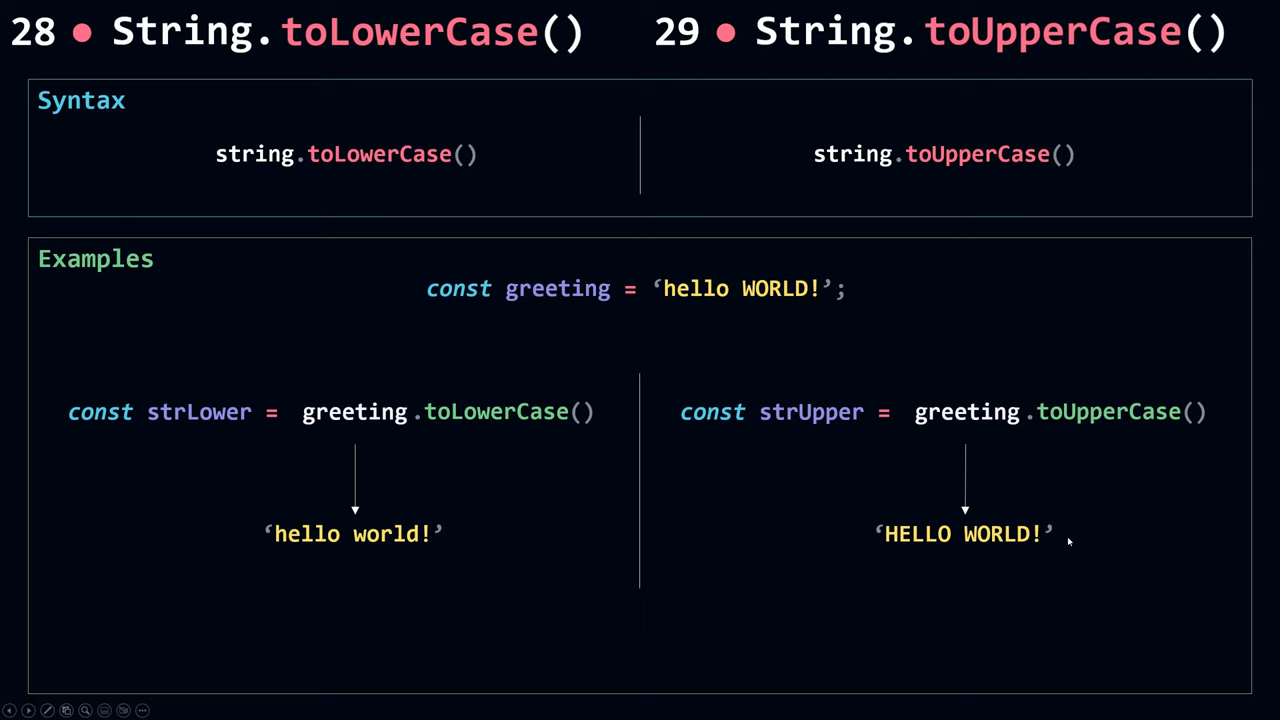 28 • String.toLowerCase()
29 • String.toUpperCase()
Syntax
string.toLowerCase()
string.toUpperCase()
Examples
const greeting = ‘hello WORLD!’;
const strLower = greeting.toLowerCase()
‘hello world!’
const strUpper = greeting.toUpperCase()
‘HELLO WORLD!’